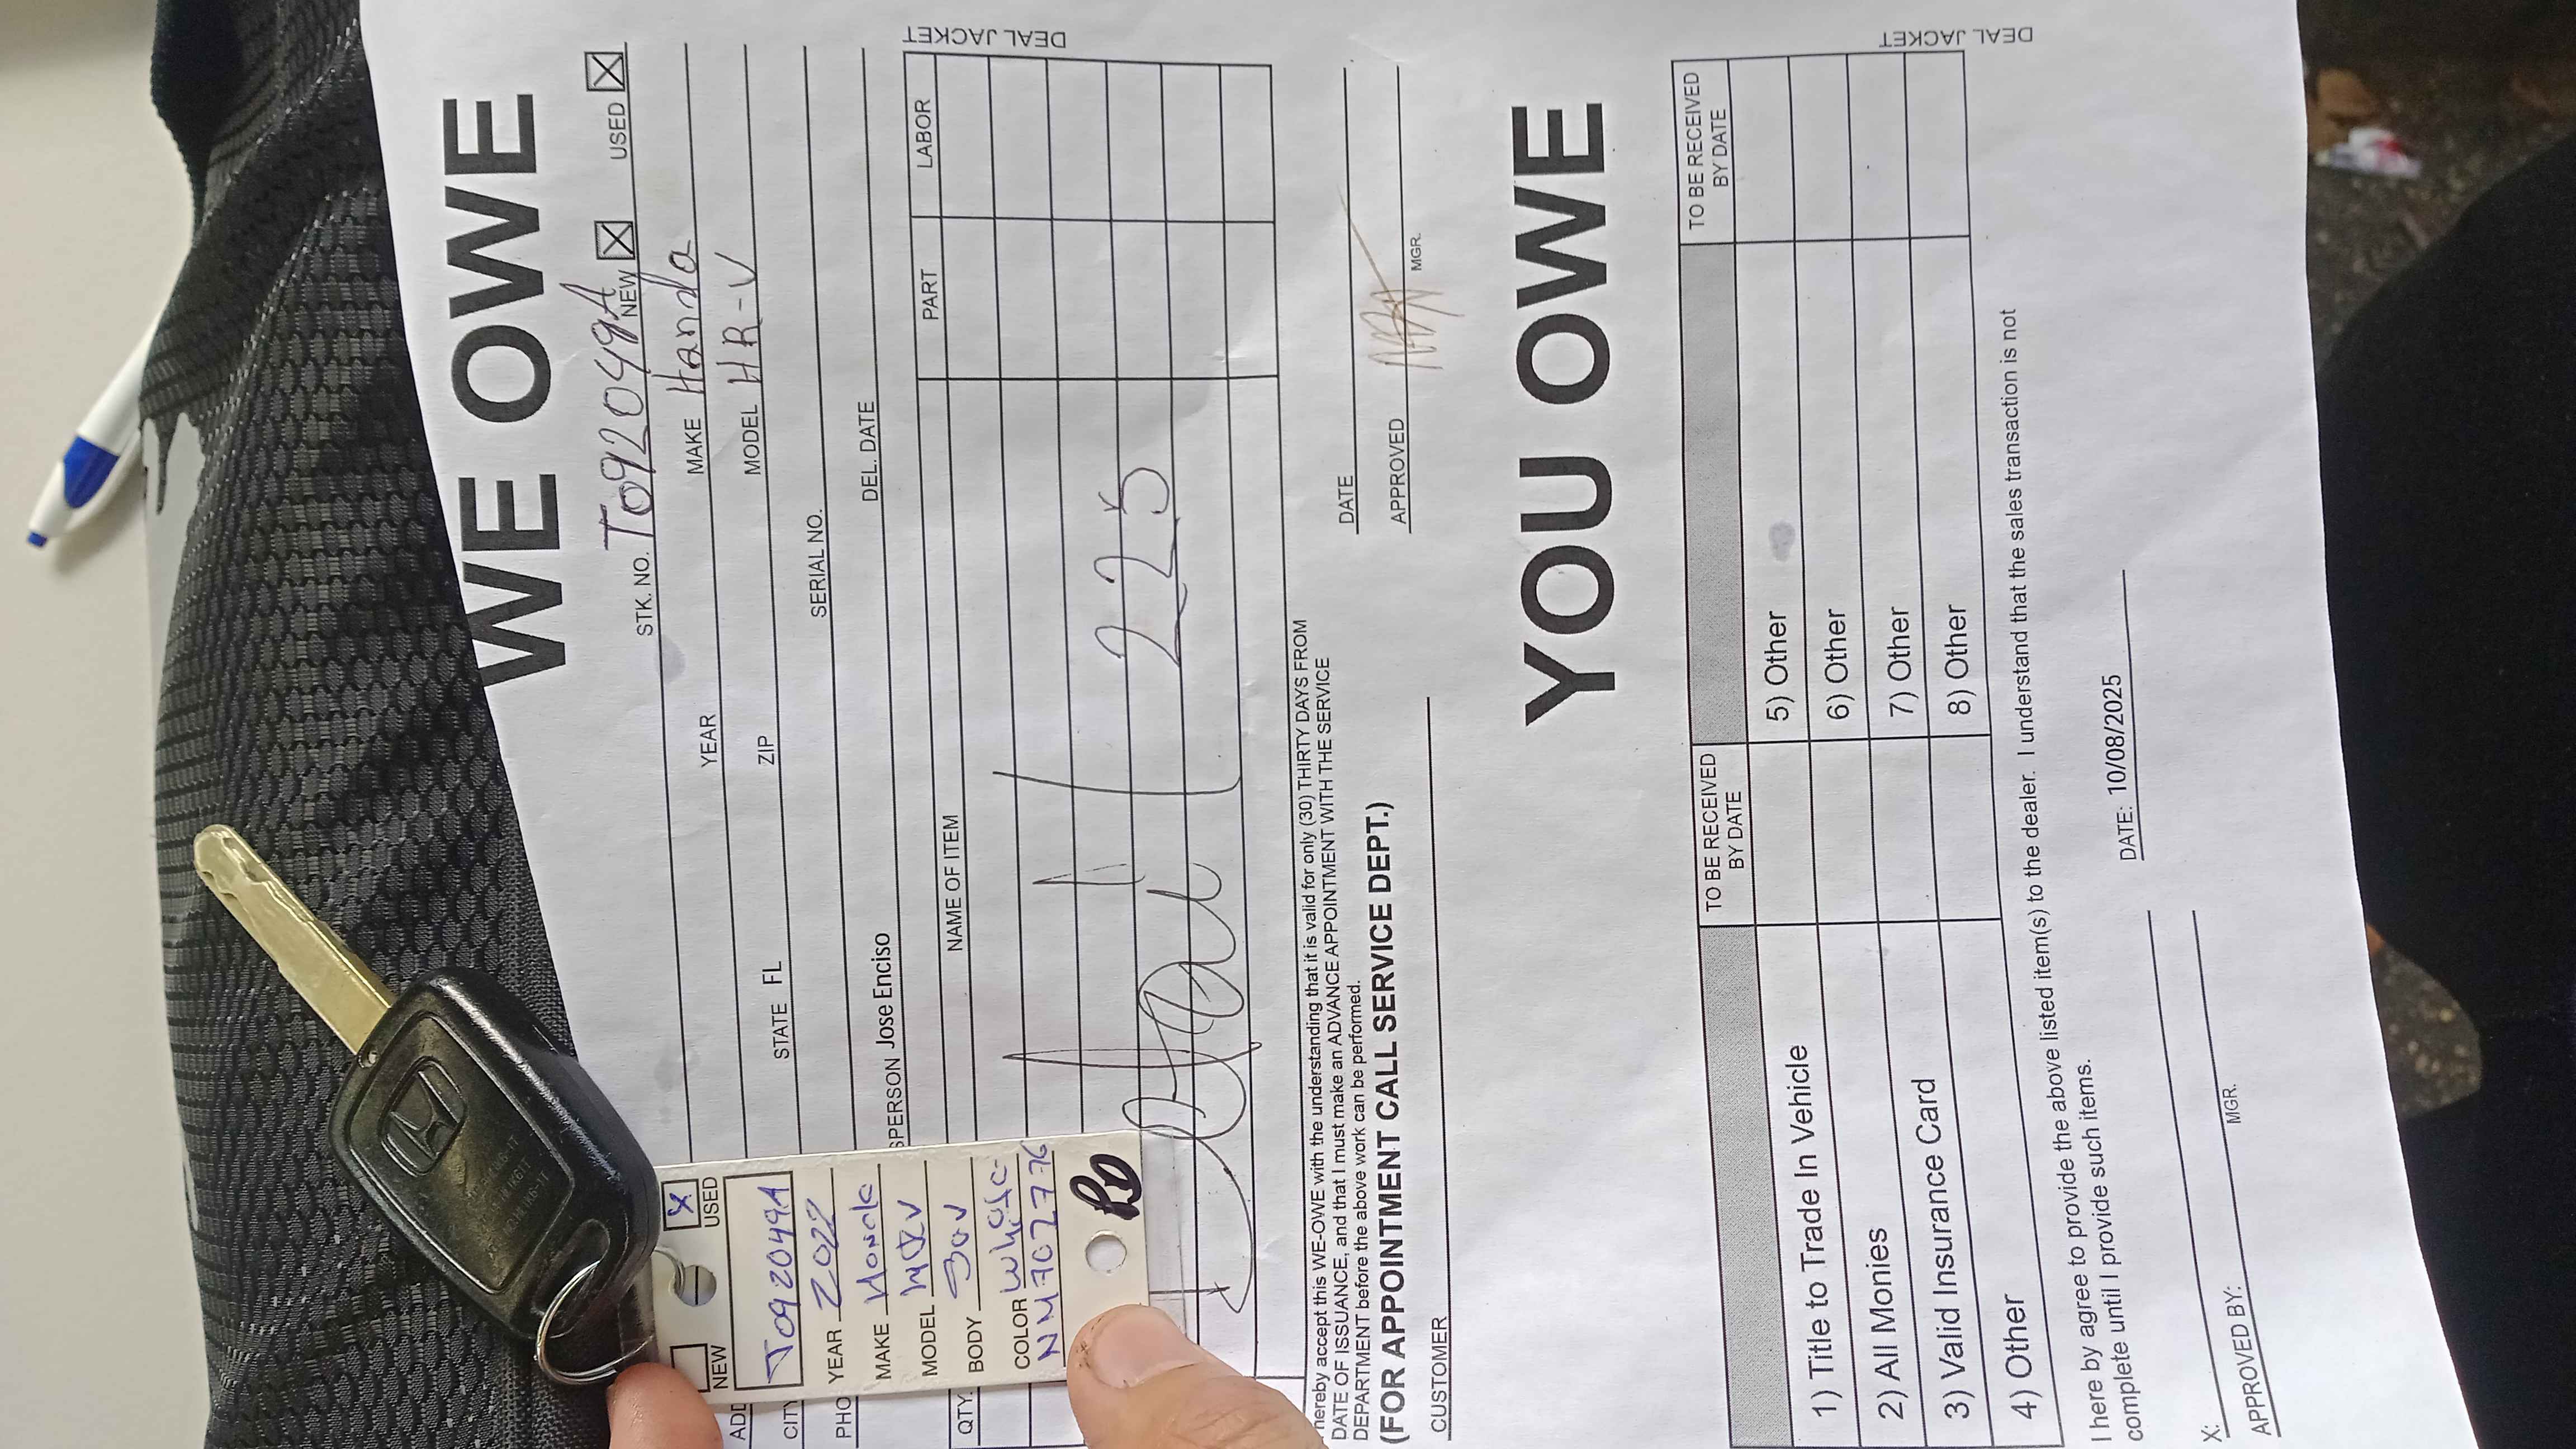 WE OWE
STK. NO. T092049A NEW ☒ USED ☒
YEAR MAKE Honda
STATE FL ZIP MODEL HR-V
SERIAL NO.
SPERSON Jose Enciso DEL. DATE
QTY. NAME OF ITEM PART LABOR
225
DEAL JACKET
hereby accept this WE-OWE with the understanding that it is valid for only (30) THIRTY DAYS FROM
DATE OF ISSUANCE, and that I must make an ADVANCE APPOINTMENT WITH THE SERVICE
DEPARTMENT before the above work can be performed.
(FOR APPOINTMENT CALL SERVICE DEPT.)
DATE
CUSTOMER APPROVED MGR.
NEW USED X
T092049A
YEAR 2022
MAKE Honda
MODEL HRV
BODY
COLOR White
NM702776
ADD
CITY
PHO
YOU OWE
TO BE RECEIVED BY DATE TO BE RECEIVED BY DATE
1) Title to Trade In Vehicle 5) Other
2) All Monies 6) Other
3) Valid Insurance Card 7) Other
4) Other 8) Other
DEAL JACKET
I here by agree to provide the above listed item(s) to the dealer. I understand that the sales transaction is not
complete until I provide such items.
X: DATE: 10/08/2025
APPROVED BY: MGR.